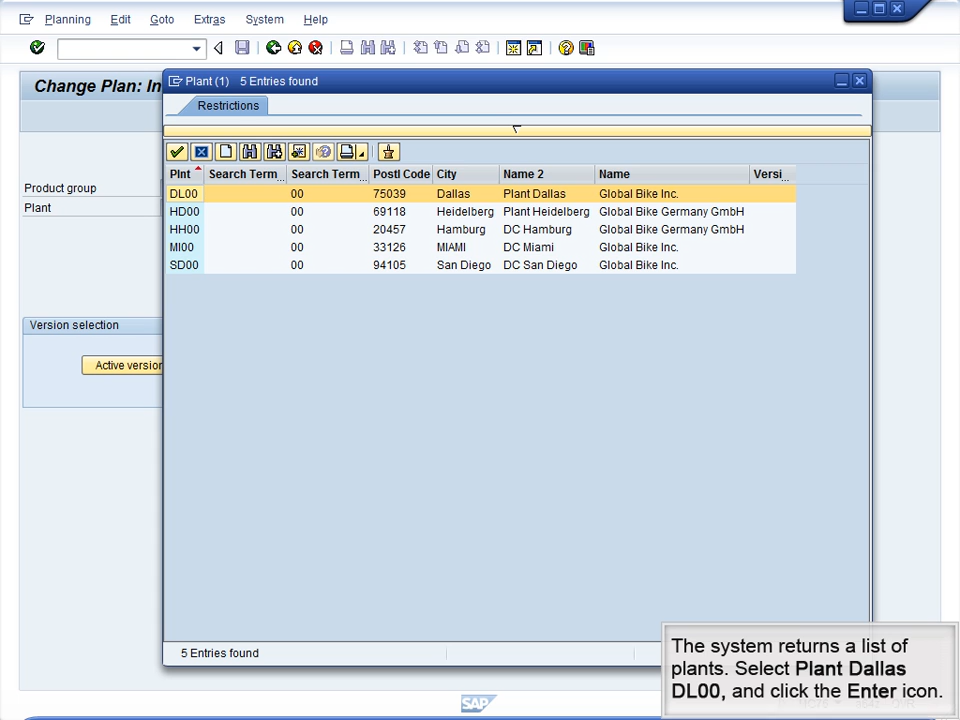 Planning Edit Goto Extras System Help
Change Plan: In
Plant (1) 5 Entries found
Restrictions
Product group
Plant
Version selection
Active version
Plnt Search Term... Search Term... Postl Code City Name 2 Name Versi...
DL00 00 75039 Dallas Plant Dallas Global Bike Inc.
HD00 00 69118 Heidelberg Plant Heidelberg Global Bike Germany GmbH
HH00 00 20457 Hamburg DC Hamburg Global Bike Germany GmbH
MI00 00 33126 MIAMI DC Miami Global Bike Inc.
SD00 00 94105 San Diego DC San Diego Global Bike Inc.
5 Entries found
The system returns a list of
plants. Select Plant Dallas
DL00, and click the Enter icon.
SAP